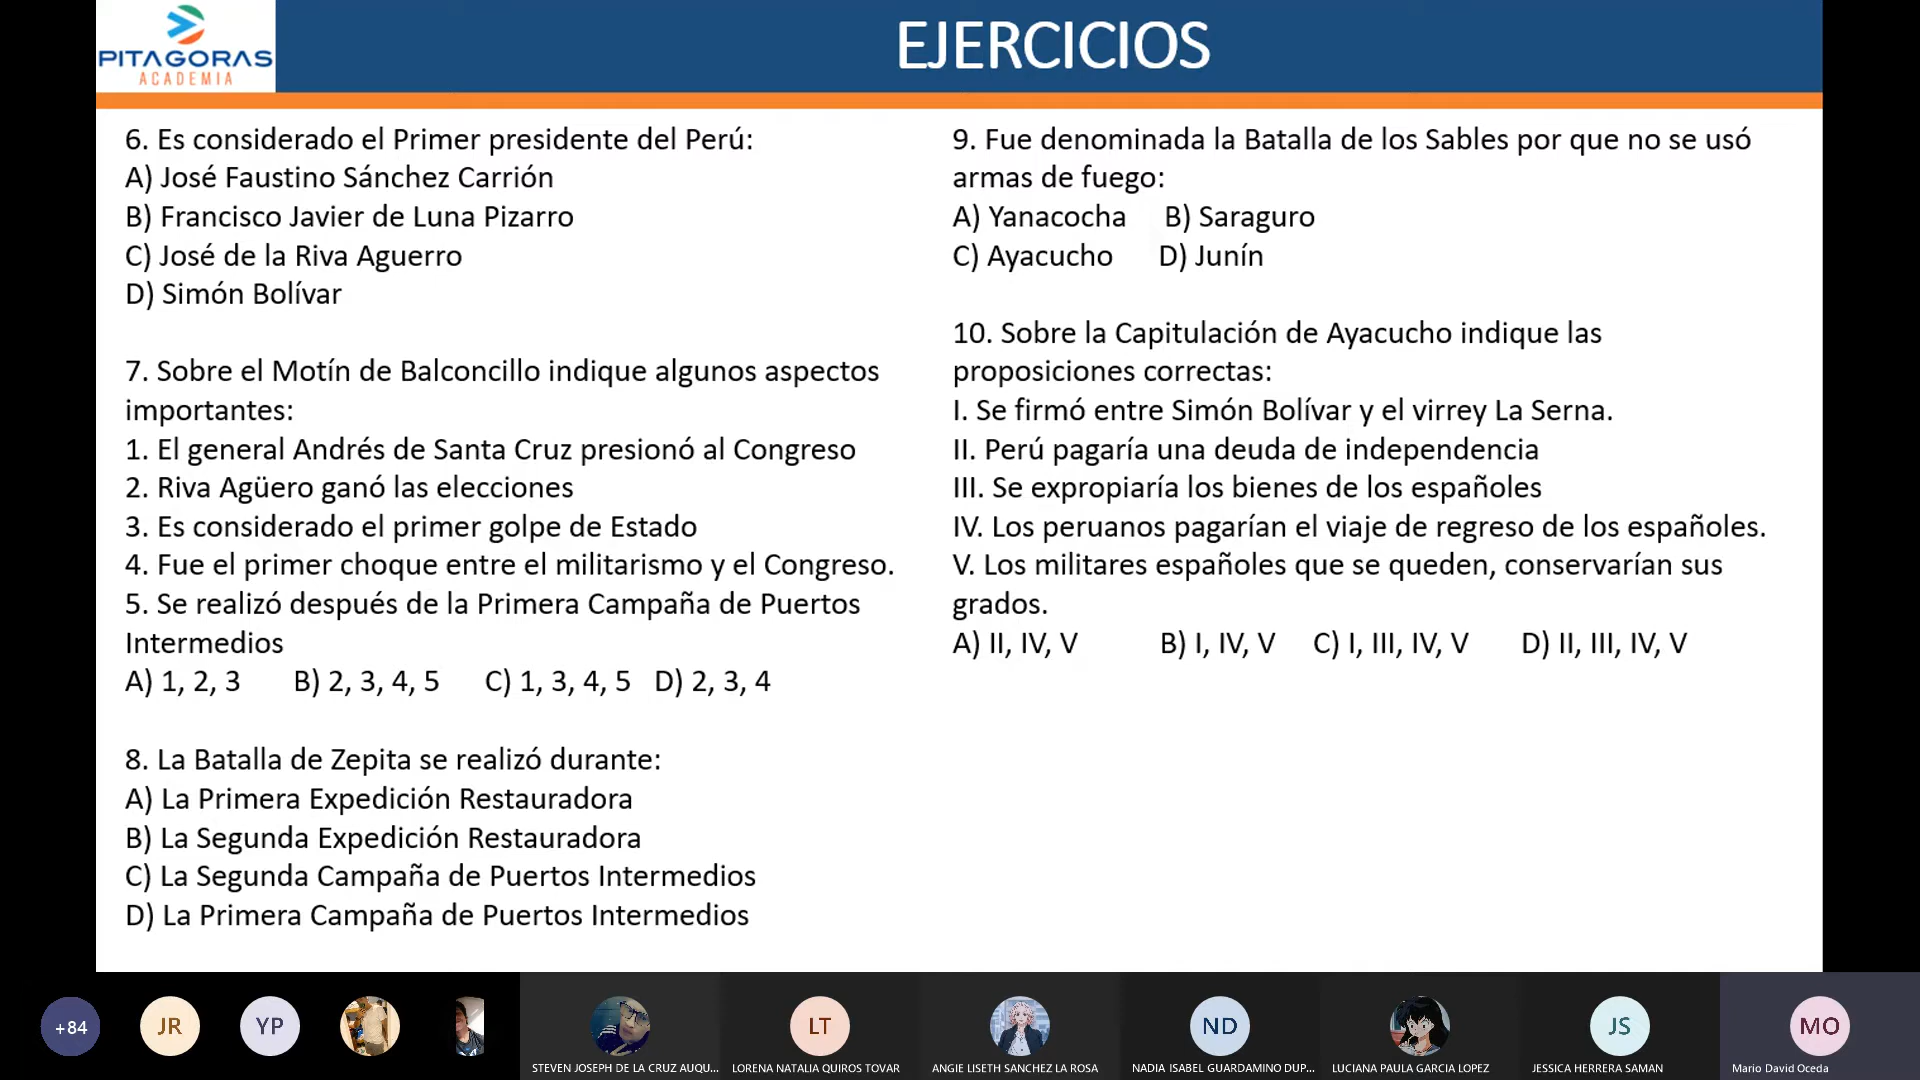 PITAGORAS
ACADEMIA
EJERCICIOS
6. Es considerado el Primer presidente del Perú:
A) José Faustino Sánchez Carrión
B) Francisco Javier de Luna Pizarro
C) José de la Riva Aguerro
D) Simón Bolívar
7. Sobre el Motín de Balconcillo indique algunos aspectos
importantes:
1. El general Andrés de Santa Cruz presionó al Congreso
2. Riva Agüero ganó las elecciones
3. Es considerado el primer golpe de Estado
4. Fue el primer choque entre el militarismo y el Congreso.
5. Se realizó después de la Primera Campaña de Puertos
Intermedios
A) 1, 2, 3 B) 2, 3, 4, 5 C) 1, 3, 4, 5 D) 2, 3, 4
8. La Batalla de Zepita se realizó durante:
A) La Primera Expedición Restauradora
B) La Segunda Expedición Restauradora
C) La Segunda Campaña de Puertos Intermedios
D) La Primera Campaña de Puertos Intermedios
9. Fue denominada la Batalla de los Sables por que no se usó
armas de fuego:
A) Yanacocha B) Saraguro
C) Ayacucho D) Junín
10. Sobre la Capitulación de Ayacucho indique las
proposiciones correctas:
I. Se firmó entre Simón Bolívar y el virrey La Serna.
II. Perú pagaría una deuda de independencia
III. Se expropiaría los bienes de los españoles
IV. Los peruanos pagarían el viaje de regreso de los españoles.
V. Los militares españoles que se queden, conservarían sus
grados.
A) II, IV, V B) I, IV, V C) I, III, IV, V D) II, III, IV, V
+84 JR YP LT ND JS MO
STEVEN JOSEPH DE LA CRUZ AUQU... LORENA NATALIA QUIROS TOVAR ANGIE LISETH SANCHEZ LA ROSA NADIA ISABEL GUARDAMINO DUP... LUCIANA PAULA GARCIA LOPEZ JESSICA HERRERA SAMAN Mario David Oceda